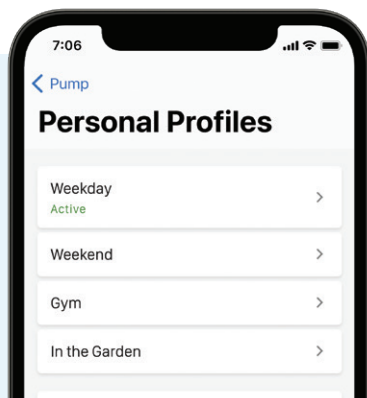 7:06
Pump
Personal Profiles
Weekday
Active
Weekend
Gym
In the Garden